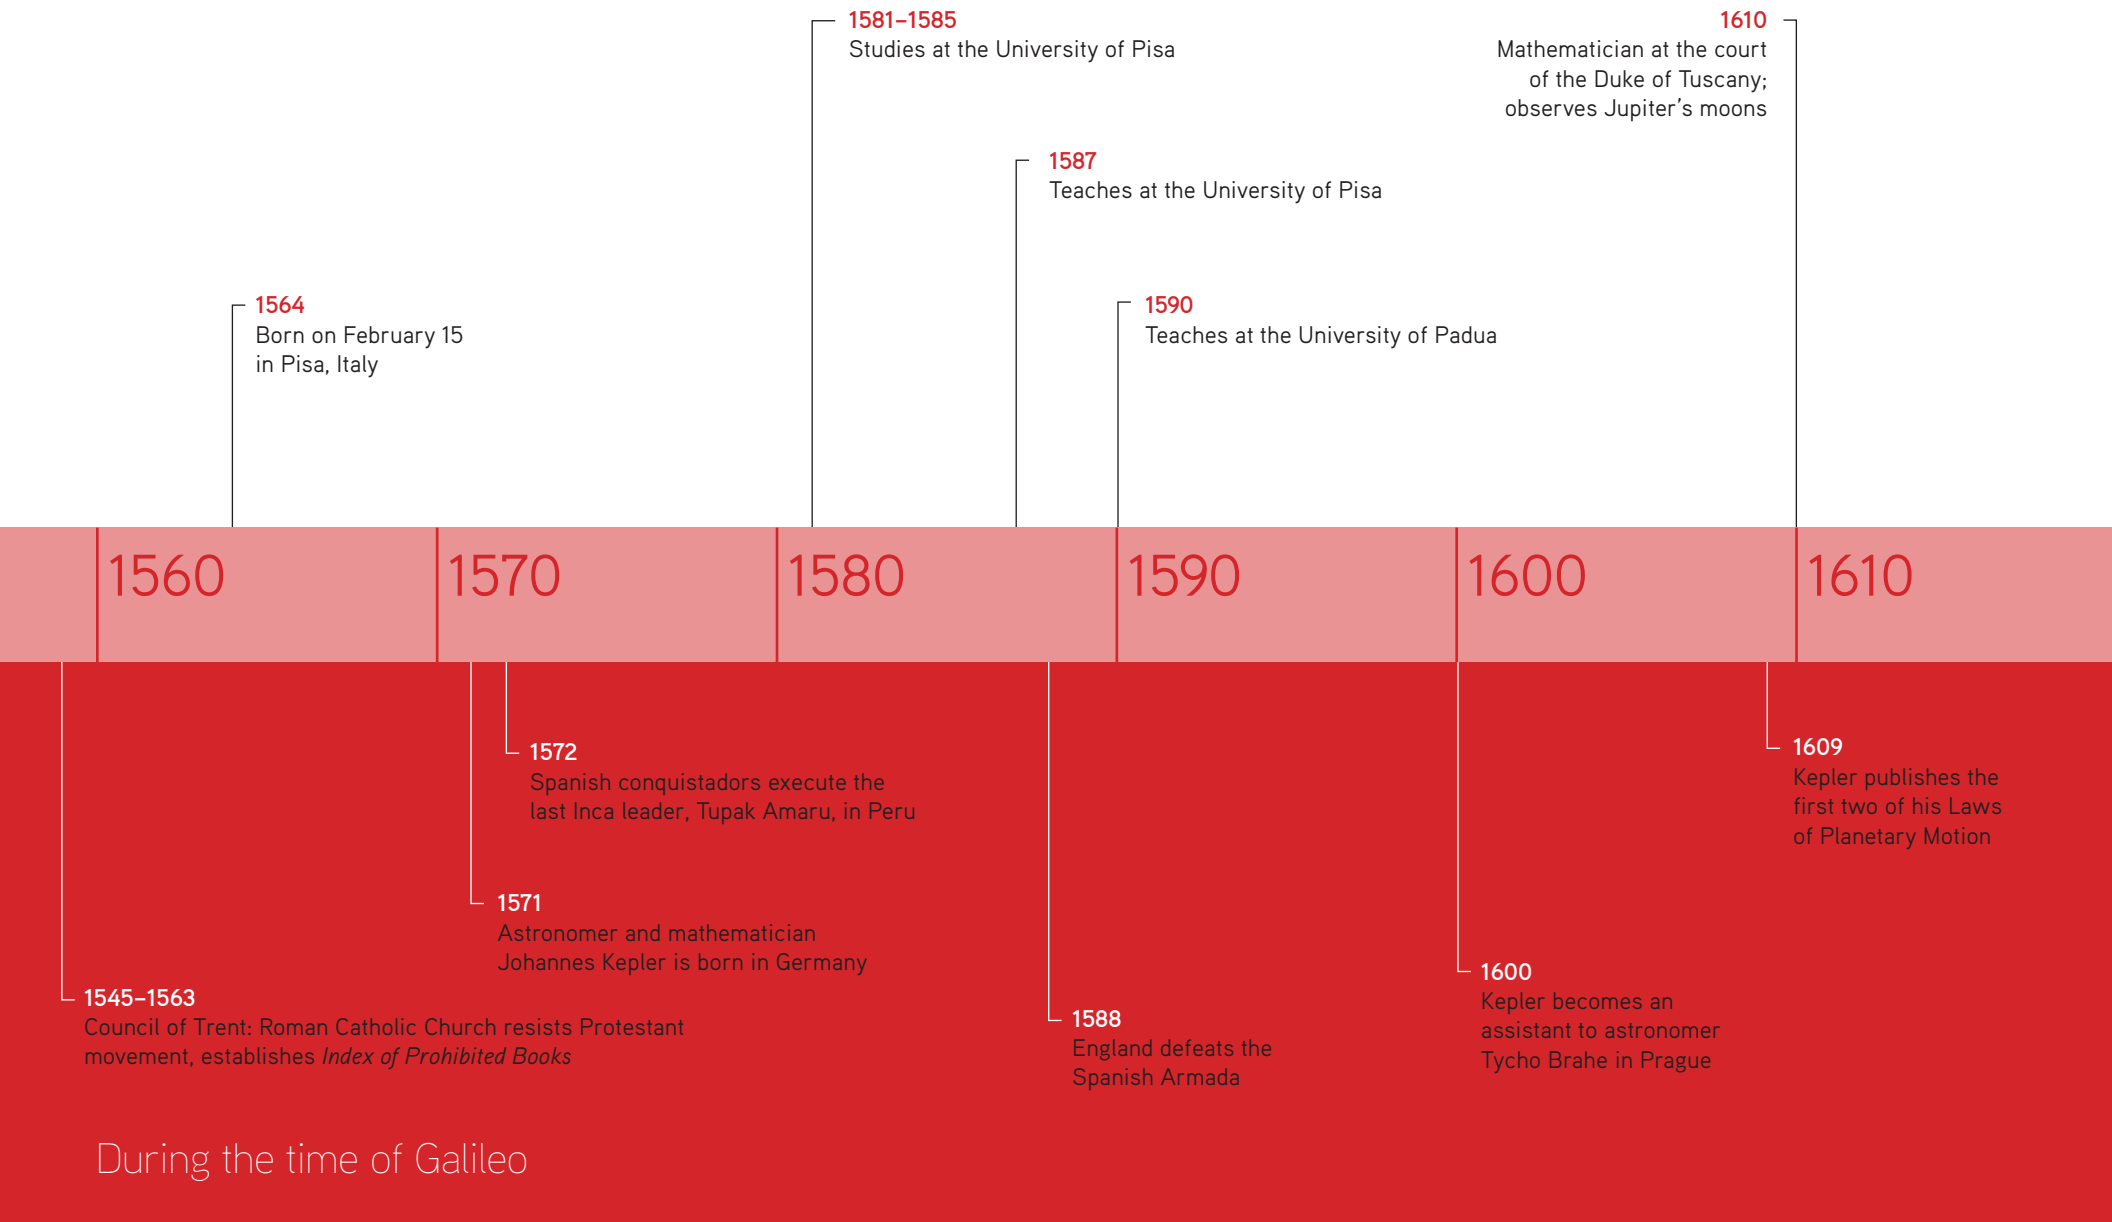 1581–1585
Studies at the University of Pisa
1610
Mathematician at the court
of the Duke of Tuscany;
observes Jupiter’s moons
1587
Teaches at the University of Pisa
1564
Born on February 15
in Pisa, Italy
1590
Teaches at the University of Padua
1560
1570
1580
1590
1600
1610
1572
Spanish conquistadors execute the
last Inca leader, Tupak Amaru, in Peru
1609
Kepler publishes the
first two of his Laws
of Planetary Motion
1571
Astronomer and mathematician
Johannes Kepler is born in Germany
1545–1563
Council of Trent: Roman Catholic Church resists Protestant
movement, establishes Index of Prohibited Books
1588
England defeats the
Spanish Armada
1600
Kepler becomes an
assistant to astronomer
Tycho Brahe in Prague
During the time of Galileo